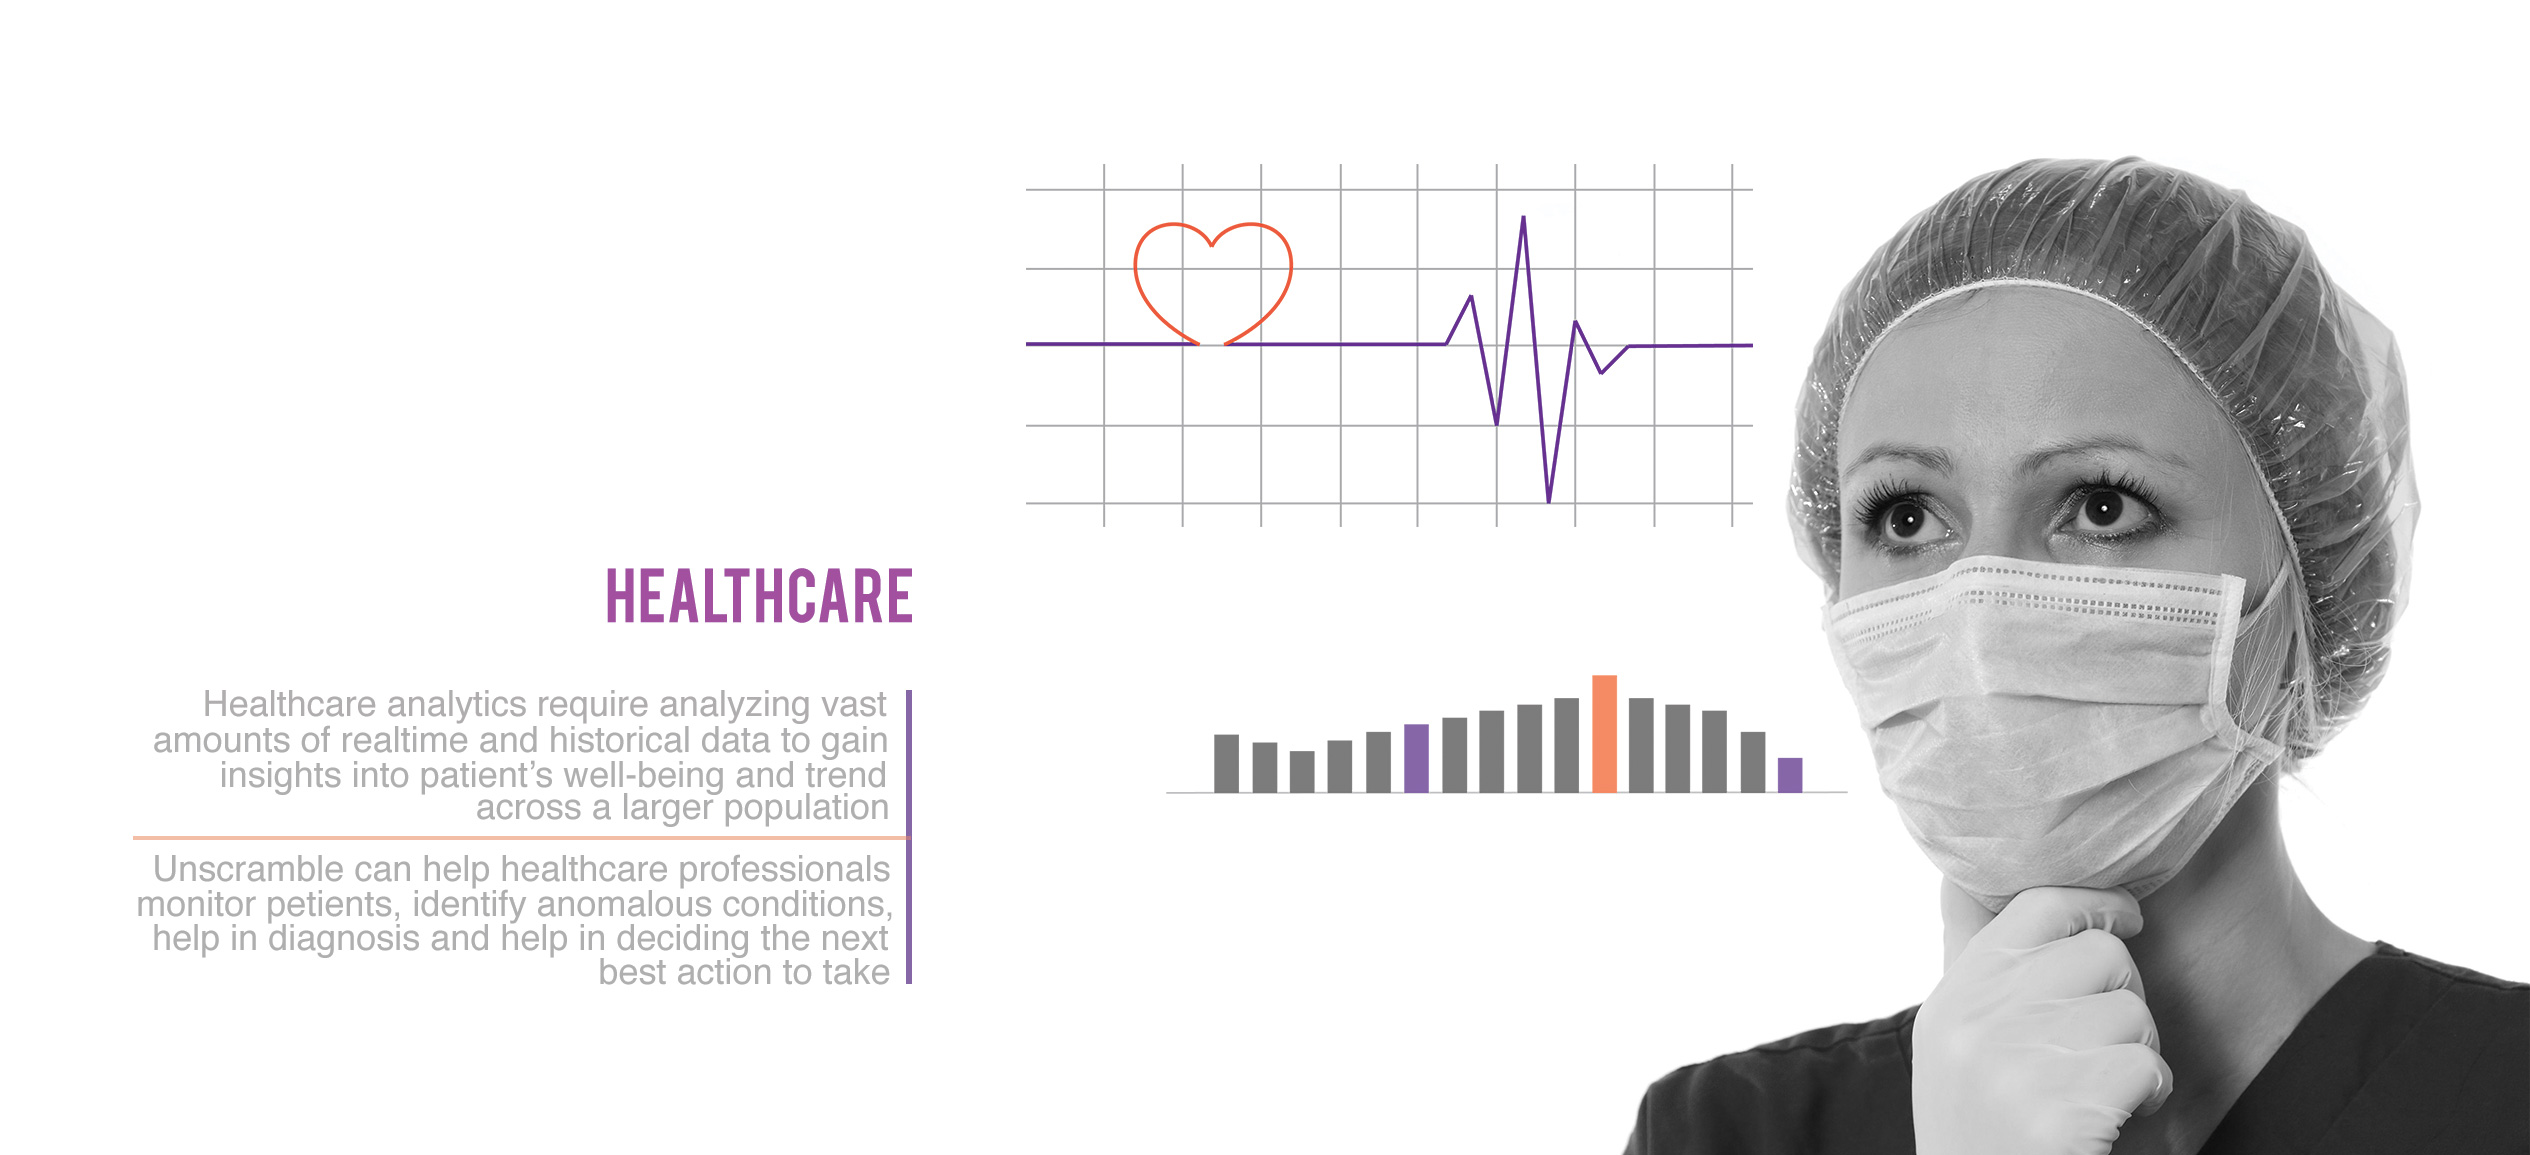 HEALTHCARE
Healthcare analytics require analyzing vast
amounts of realtime and historical data to gain
insights into patient’s well-being and trend
across a larger population
Unscramble can help healthcare professionals
monitor petients, identify anomalous conditions,
help in diagnosis and help in deciding the next
best action to take